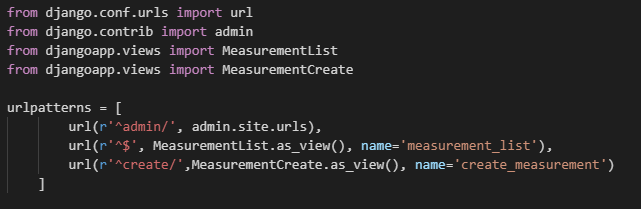 from django.conf.urls import url
from django.contrib import admin
from djangoapp.views import MeasurementList
from djangoapp.views import MeasurementCreate
urlpatterns = [
url(r'^admin/', admin.site.urls),
url(r'^$', MeasurementList.as_view(), name='measurement_list'),
url(r'^create/',MeasurementCreate.as_view(), name='create_measurement')
]